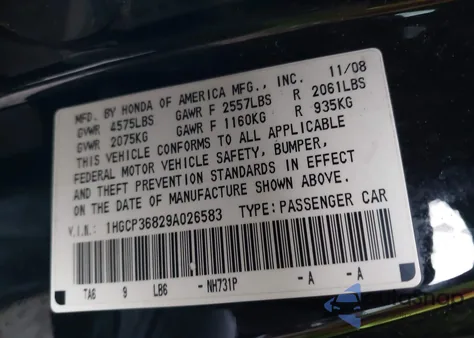 MFD. BY HONDA OF AMERICA MFG., INC. 11/08
GVWR 4575LBS GAWR F 2557LBS R 2061LBS
GVWR 2075KG GAWR F 1160KG R 935KG
THIS VEHICLE CONFORMS TO ALL APPLICABLE
FEDERAL MOTOR VEHICLE SAFETY, BUMPER,
AND THEFT PREVENTION STANDARDS IN EFFECT
ON THE DATE OF MANUFACTURE SHOWN ABOVE.
V.I.N.: 1HGCP36829A026583 TYPE: PASSENGER CAR
TA8 9 LB6 - NH731P -A -A
AutoSnap